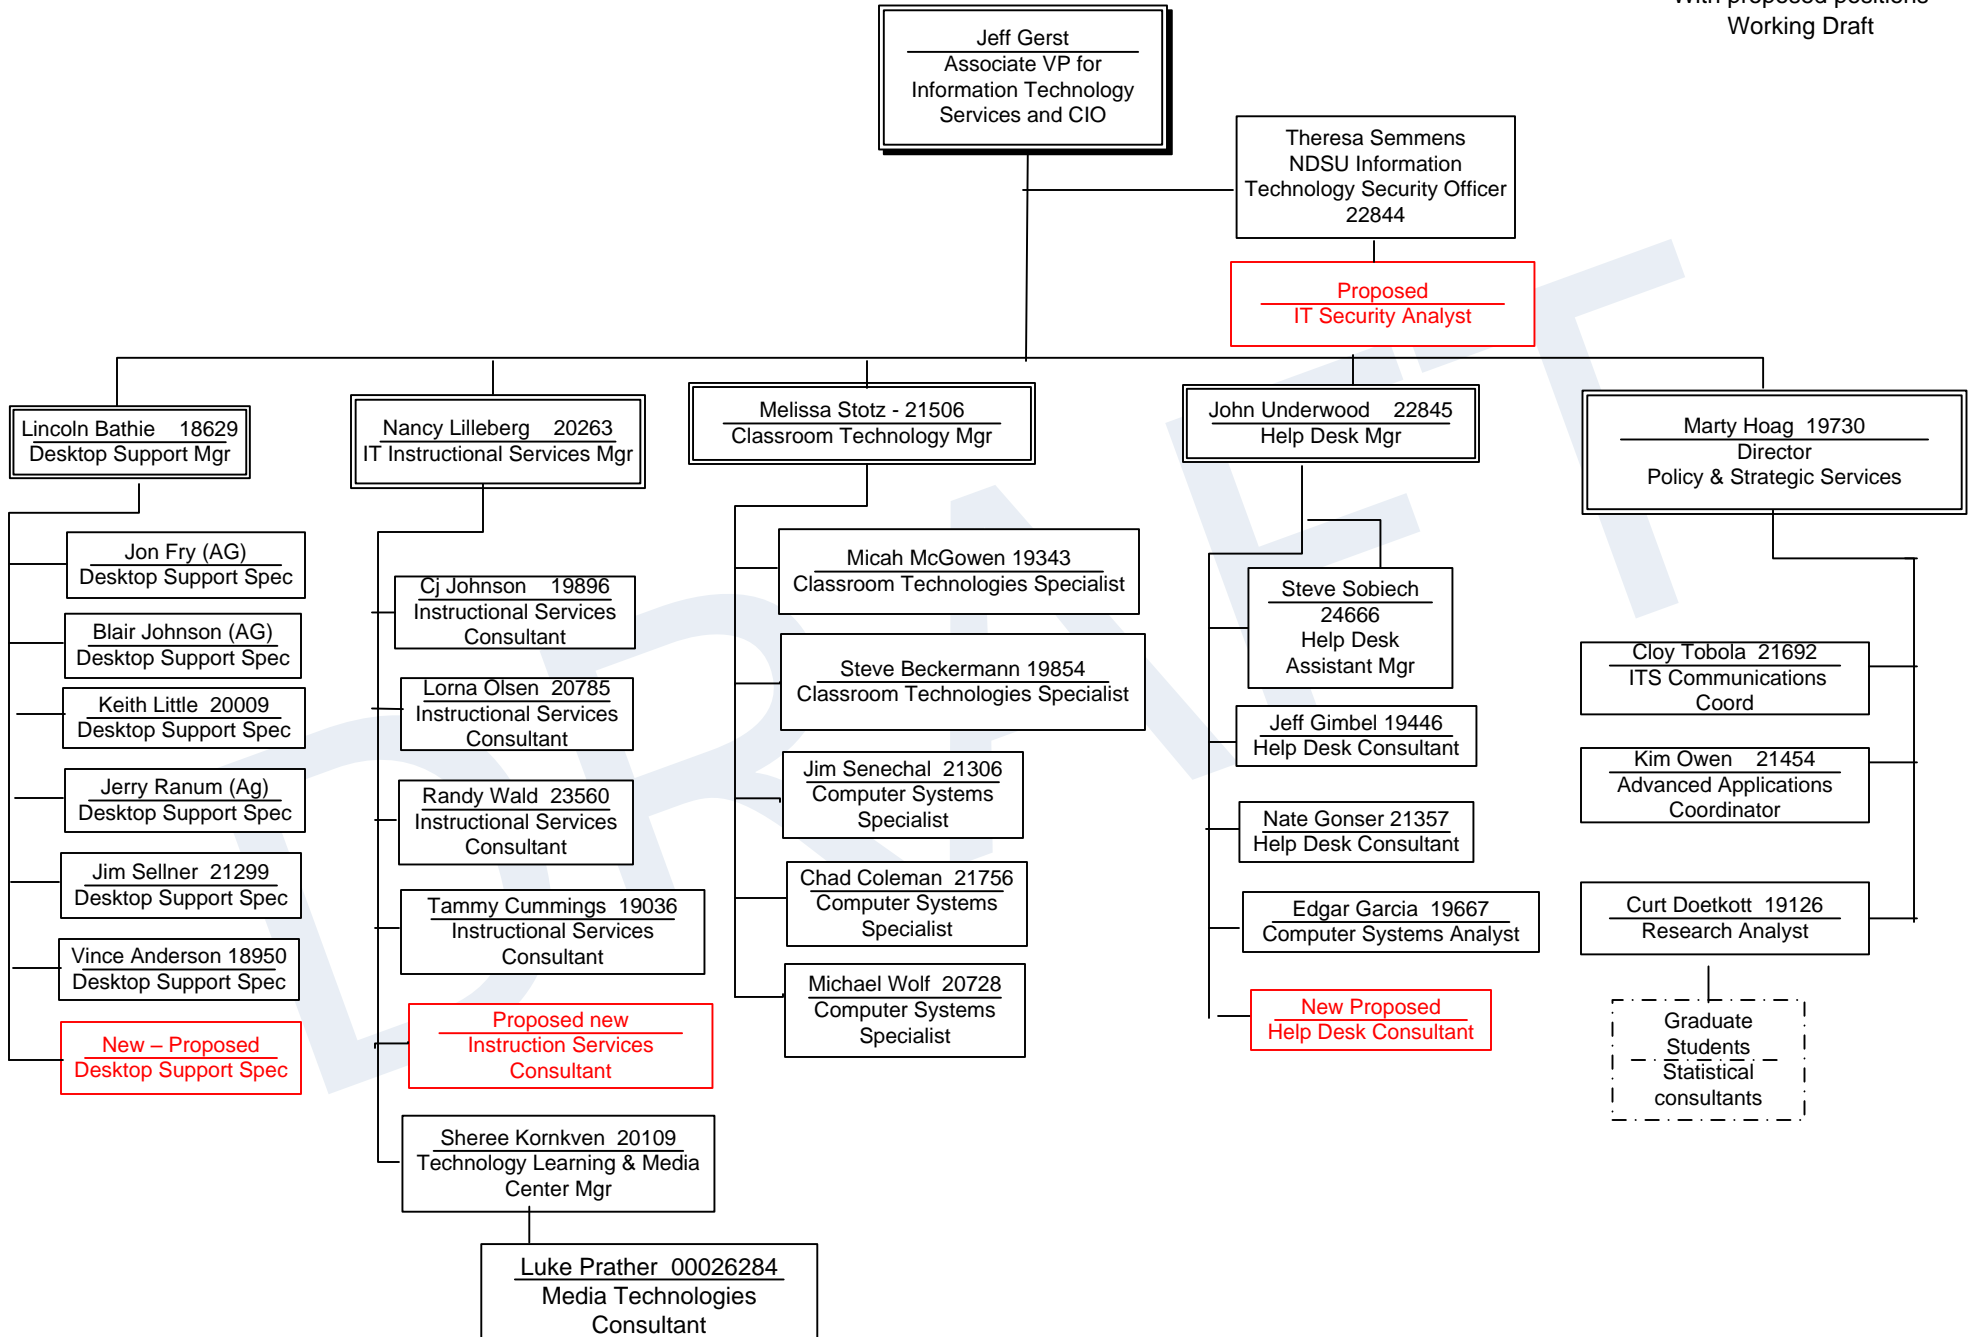 With proposed positions
Working Draft
Jeff Gerst
Associate VP for
Information Technology
Services and CIO
Theresa Semmens
NDSU Information
Technology Security Officer
22844
Proposed
IT Security Analyst
Lincoln Bathie 18629
Desktop Support Mgr
Nancy Lilleberg 20263
IT Instructional Services Mgr
Melissa Stotz - 21506
Classroom Technology Mgr
John Underwood 22845
Help Desk Mgr
Marty Hoag 19730
Director
Policy & Strategic Services
Jon Fry (AG)
Desktop Support Spec
Blair Johnson (AG)
Desktop Support Spec
Keith Little 20009
Desktop Support Spec
Jerry Ranum (Ag)
Desktop Support Spec
Jim Sellner 21299
Desktop Support Spec
Vince Anderson 18950
Desktop Support Spec
New – Proposed
Desktop Support Spec
Cj Johnson 19896
Instructional Services
Consultant
Lorna Olsen 20785
Instructional Services
Consultant
Randy Wald 23560
Instructional Services
Consultant
Tammy Cummings 19036
Instructional Services
Consultant
Proposed new
Instruction Services
Consultant
Sheree Kornkven 20109
Technology Learning & Media
Center Mgr
Luke Prather 00026284
Media Technologies
Consultant
Micah McGowen 19343
Classroom Technologies Specialist
Steve Beckermann 19854
Classroom Technologies Specialist
Jim Senechal 21306
Computer Systems
Specialist
Chad Coleman 21756
Computer Systems
Specialist
Michael Wolf 20728
Computer Systems
Specialist
Steve Sobiech
24666
Help Desk
Assistant Mgr
Jeff Gimbel 19446
Help Desk Consultant
Nate Gonser 21357
Help Desk Consultant
Edgar Garcia 19667
Computer Systems Analyst
New Proposed
Help Desk Consultant
Cloy Tobola 21692
ITS Communications
Coord
Kim Owen 21454
Advanced Applications
Coordinator
Curt Doetkott 19126
Research Analyst
Graduate
Students
Statistical
consultants
DRAFT